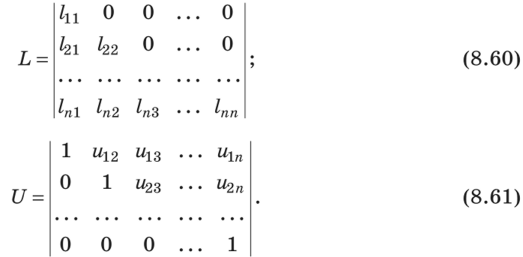 l₁₁ 0 0 ... 0
l₂₁ l₂₂ 0 ... 0
L = ;
... ... ... ... ...
(8.60)
lₙ₁ lₙ₂ lₙ₃ ... lₙₙ
1 u₁₂ u₁₃ ... u₁ₙ
0 1 u₂₃ ... u₂ₙ
U = .
... ... ... ... ...
(8.61)
0 0 0 ... 1